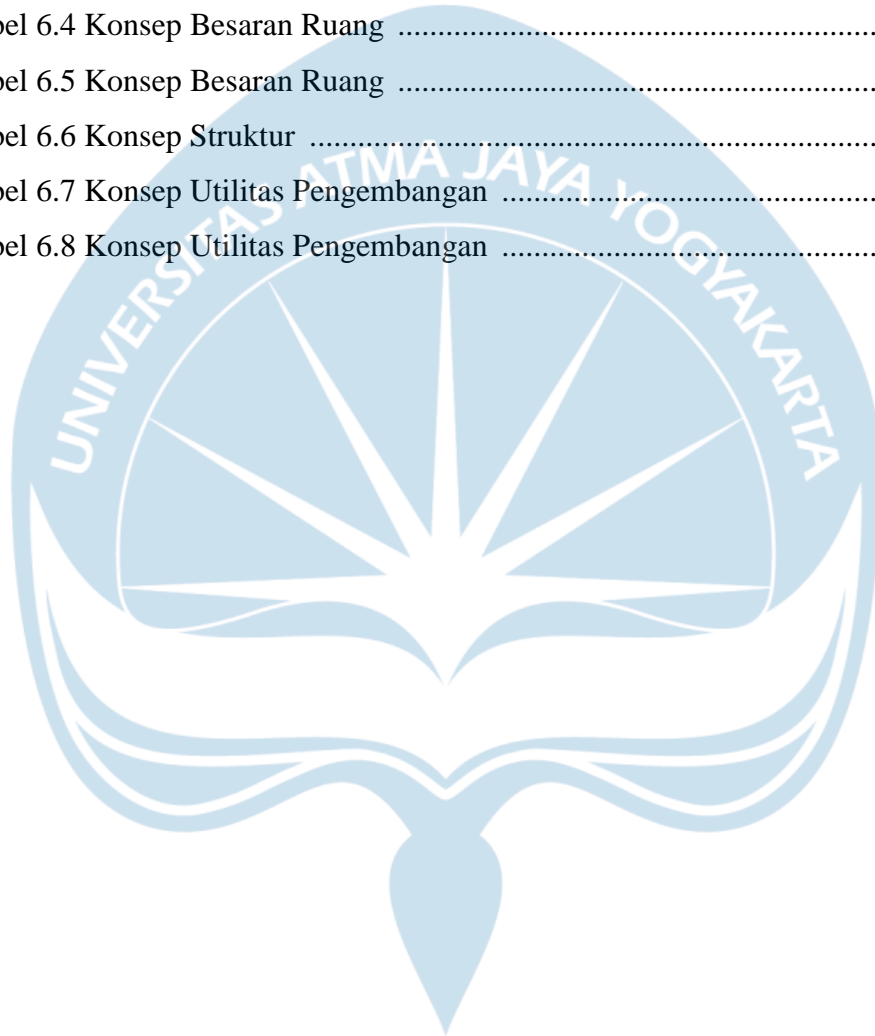 bel 6.4 Konsep Besaran Ruang ............................................................
bel 6.5 Konsep Besaran Ruang ............................................................
bel 6.6 Konsep Struktur .......................................................................
bel 6.7 Konsep Utilitas Pengembangan ...............................................
bel 6.8 Konsep Utilitas Pengembangan ...............................................
UNIVERSITAS ATMA JAYA YOGYAKARTA